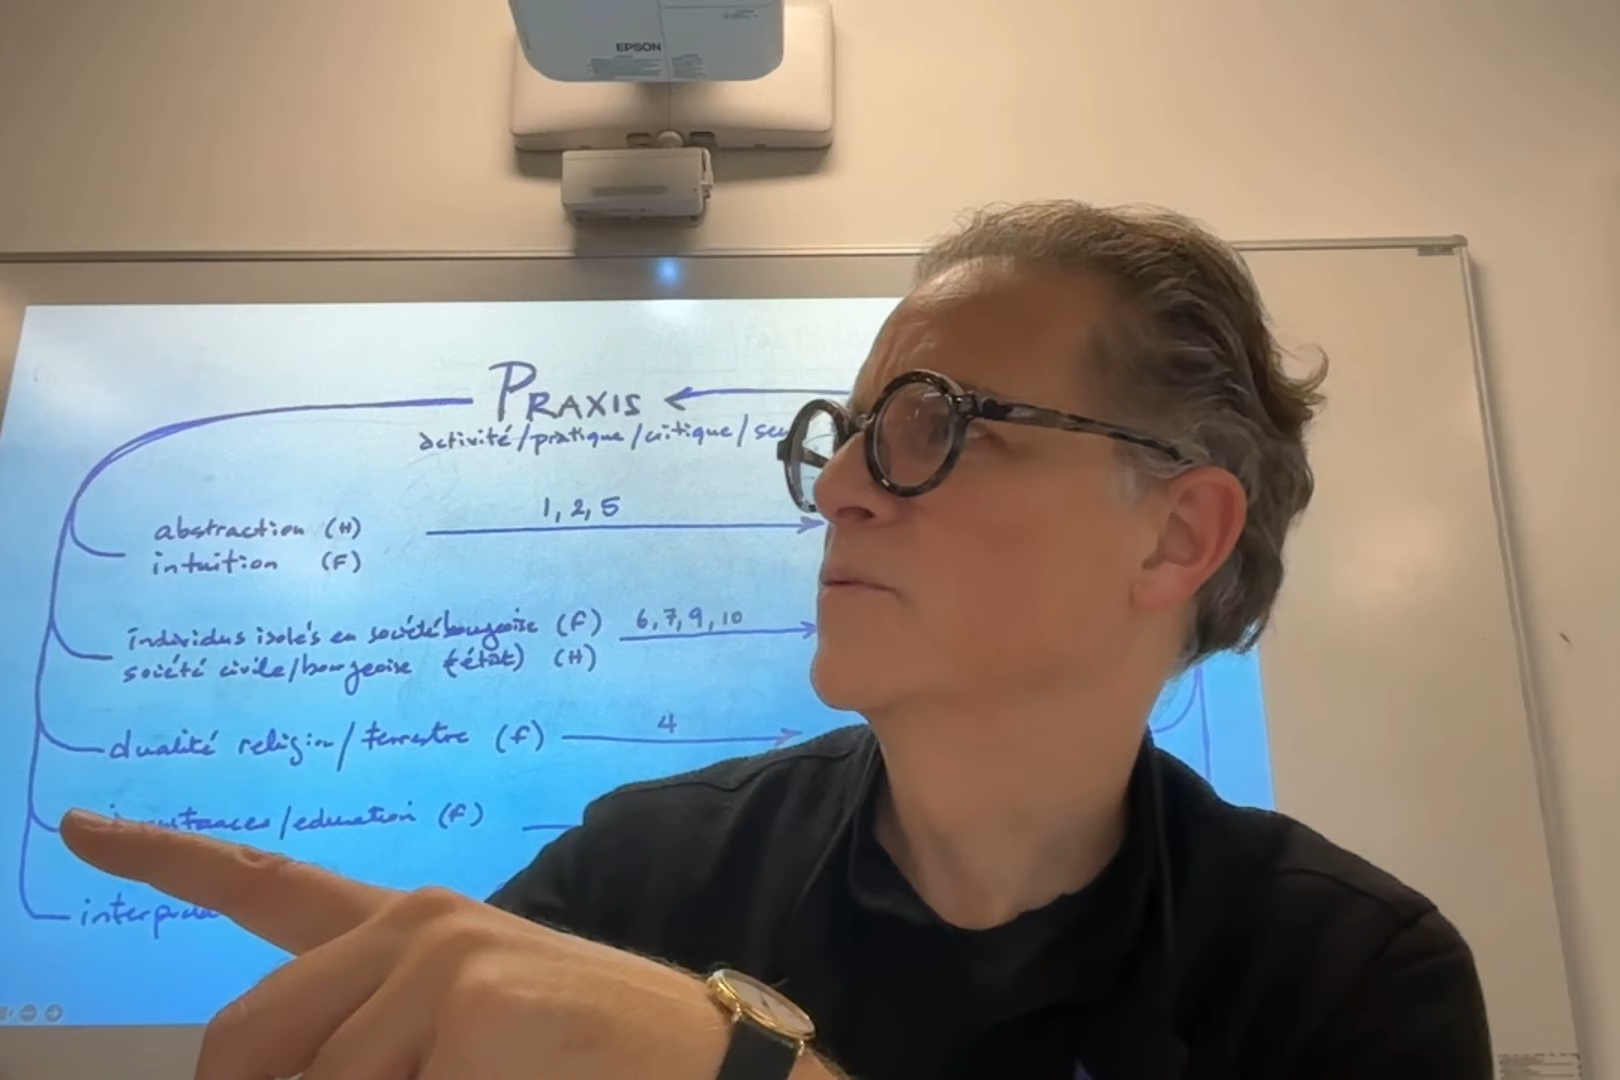 EPSON
PRAXIS
activité/pratique/critique/
1, 2, 5
abstraction (H)
intuition (F)
individus isolés en société bourgeoise (F)
6, 7, 9, 10
société civile/bourgeoise (état) (H)
dualité religion/terrestre (F)
4
/education (F)